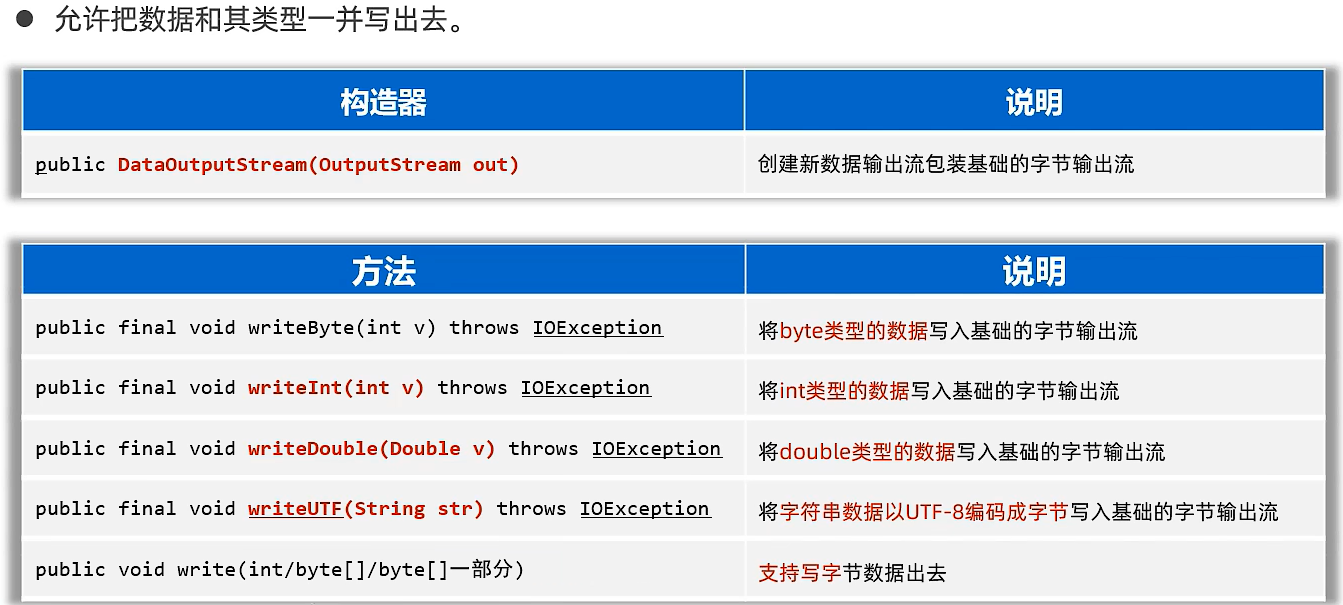 ● 允许把数据和其类型一并写出去。
构造器 说明
public DataOutputStream(OutputStream out) 创建新数据输出流包装基础的字节输出流
方法 说明
public final void writeByte(int v) throws IOException 将byte类型的数据写入基础的字节输出流
public final void writeInt(int v) throws IOException 将int类型的数据写入基础的字节输出流
public final void writeDouble(Double v) throws IOException 将double类型的数据写入基础的字节输出流
public final void writeUTF(String str) throws IOException 将字符串数据以UTF-8编码成字节写入基础的字节输出流
public void write(int/byte[]/byte[]一部分) 支持写字节数据出去